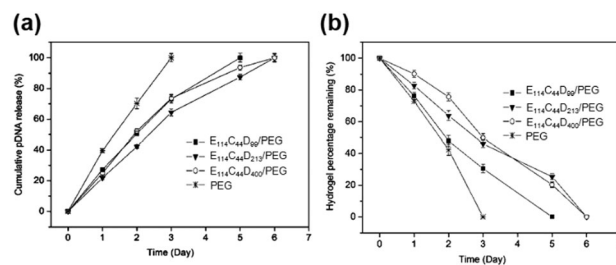 (a)
Cumulative pDNA release (%)
100
80
60
40
20
0
E₁₁₄C₄₄D₉₉/PEG
E₁₁₄C₄₄D₂₁₃/PEG
E₁₁₄C₄₄D₄₀₀/PEG
PEG
0 1 2 3 4 5 6 7
Time (Day)
(b)
Hydrogel percentage remaining (%)
100
80
60
40
20
0
E₁₁₄C₄₄D₉₉/PEG
E₁₁₄C₄₄D₂₁₃/PEG
E₁₁₄C₄₄D₄₀₀/PEG
PEG
0 1 2 3 4 5 6
Time (Day)